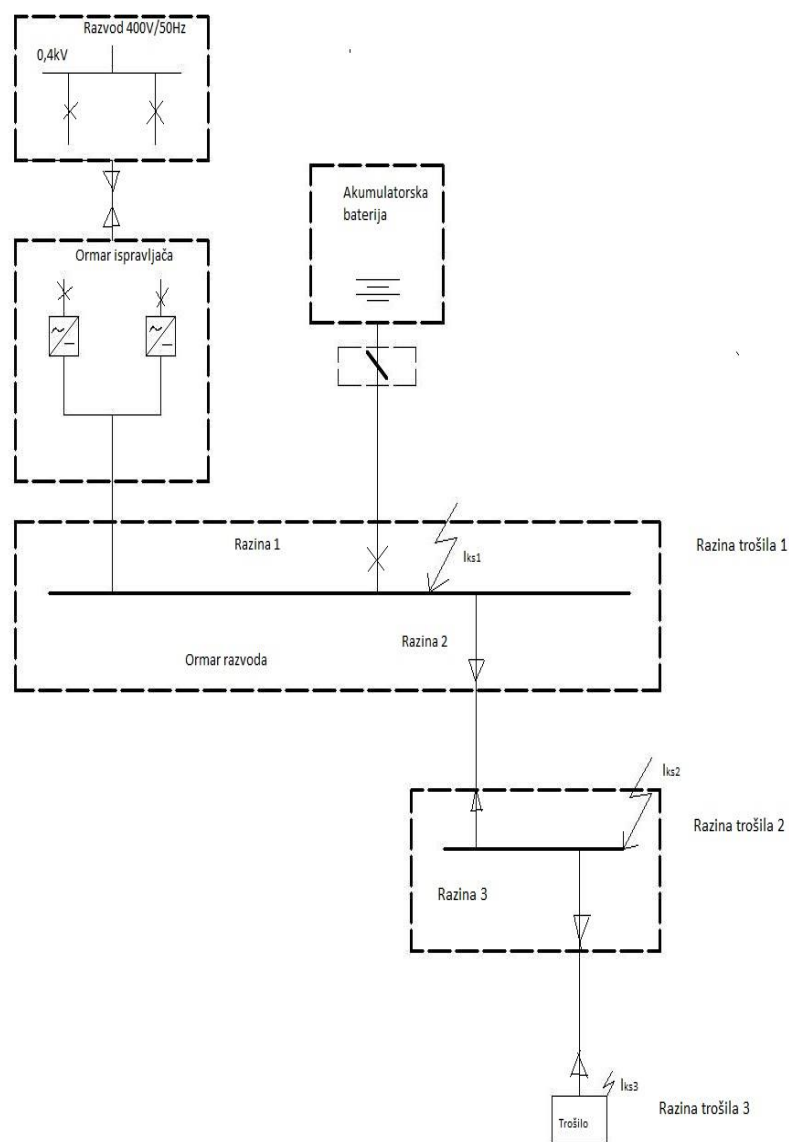 Razvod 400V/50Hz
0,4kV
Akumulatorska
baterija
Ormar ispravljača
Razina 1
Iks1
Razina trošila 1
Razina 2
Ormar razvoda
Iks2
Razina trošila 2
Razina 3
Iks3
Razina trošila 3
Trošilo